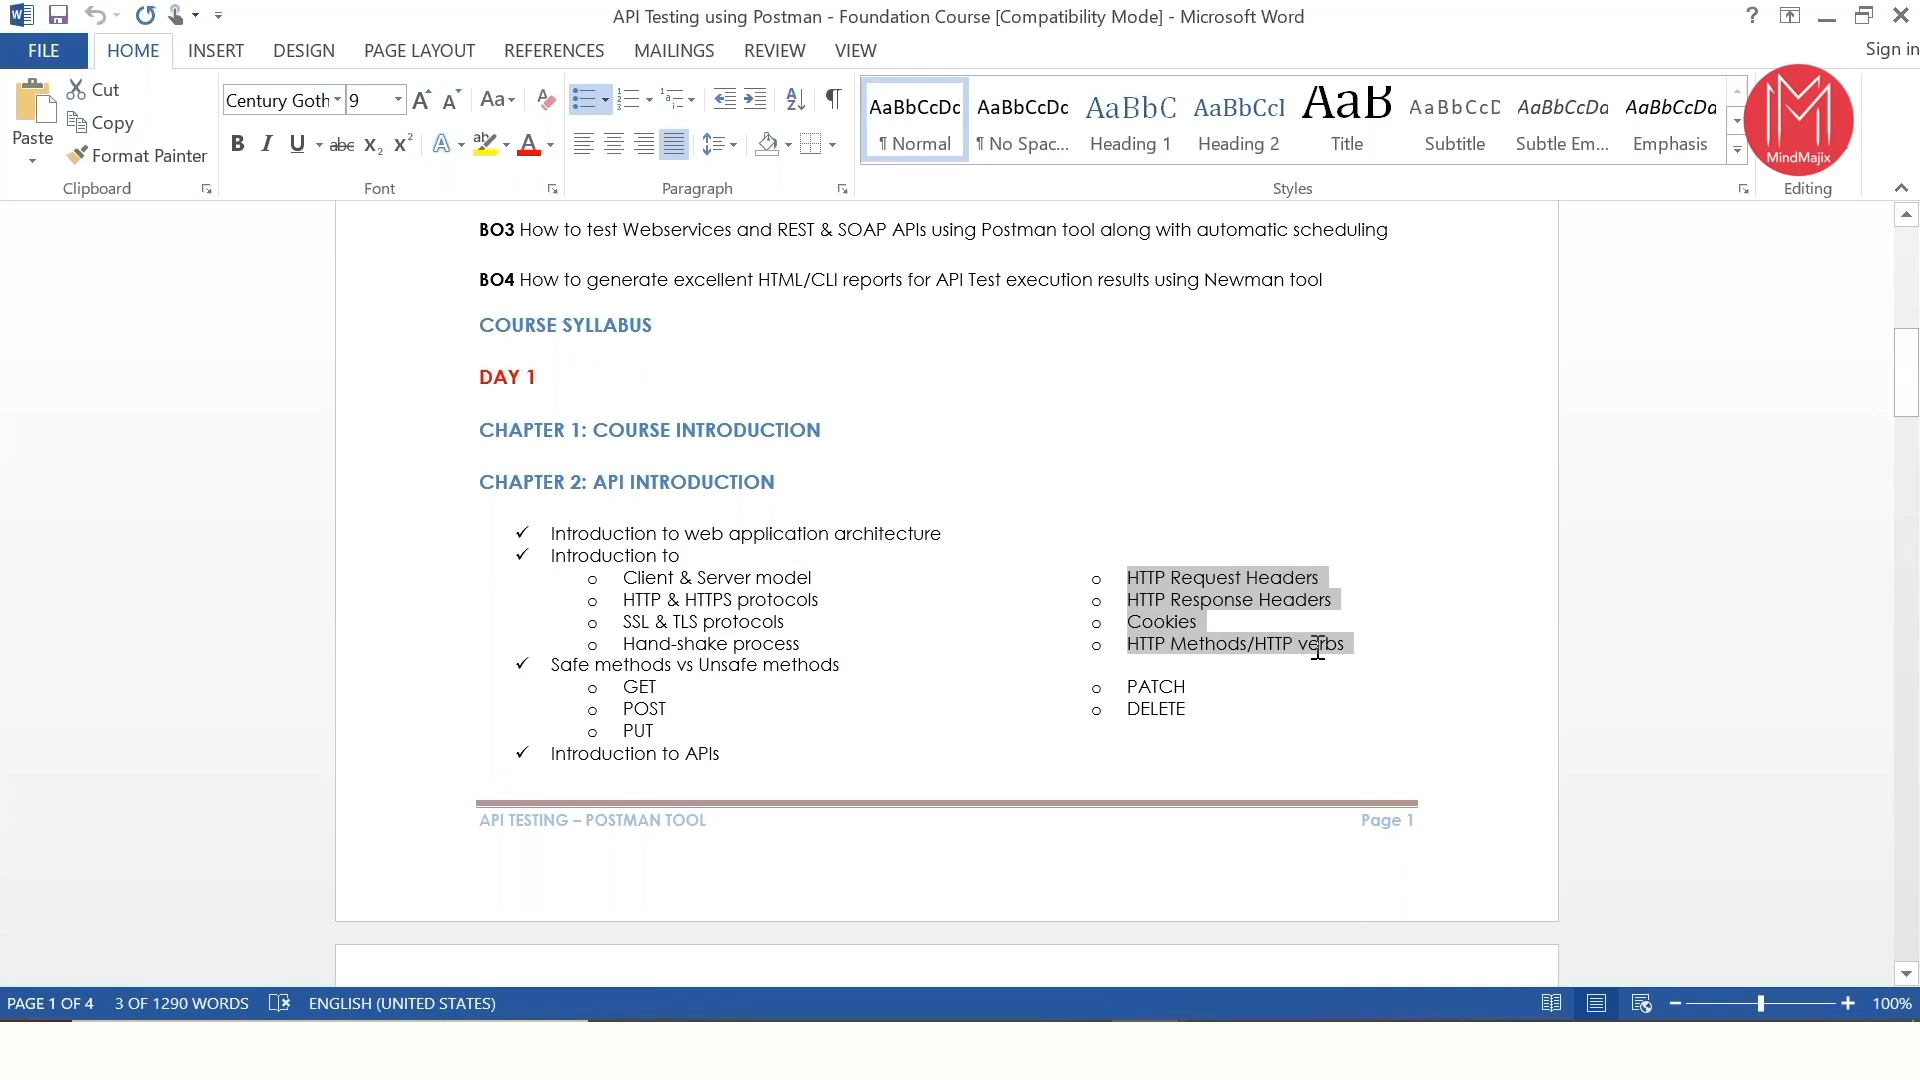 API Testing using Postman - Foundation Course [Compatibility Mode] - Microsoft Word
FILE HOME INSERT DESIGN PAGE LAYOUT REFERENCES MAILINGS REVIEW VIEW Sign in
Paste
Cut
Copy
Format Painter
Clipboard
Century Goth 9
Font
Paragraph
AaBbCcDc AaBbCcDc AaBbC AaBbCcI AaB AaBbCcD AaBbCcDa AaBbCcDa
¶ Normal ¶ No Spac... Heading 1 Heading 2 Title Subtitle Subtle Em... Emphasis
Styles
Editing
MindMajix
BO3 How to test Webservices and REST & SOAP APIs using Postman tool along with automatic scheduling
BO4 How to generate excellent HTML/CLI reports for API Test execution results using Newman tool
COURSE SYLLABUS
DAY 1
CHAPTER 1: COURSE INTRODUCTION
CHAPTER 2: API INTRODUCTION
✓ Introduction to web application architecture
✓ Introduction to
o Client & Server model
o HTTP & HTTPS protocols
o SSL & TLS protocols
o Hand-shake process
o HTTP Request Headers
o HTTP Response Headers
o Cookies
o HTTP Methods/HTTP verbs
✓ Safe methods vs Unsafe methods
o GET
o POST
o PUT
o PATCH
o DELETE
✓ Introduction to APIs
API TESTING – POSTMAN TOOL Page 1
PAGE 1 OF 4 3 OF 1290 WORDS ENGLISH (UNITED STATES) 100%